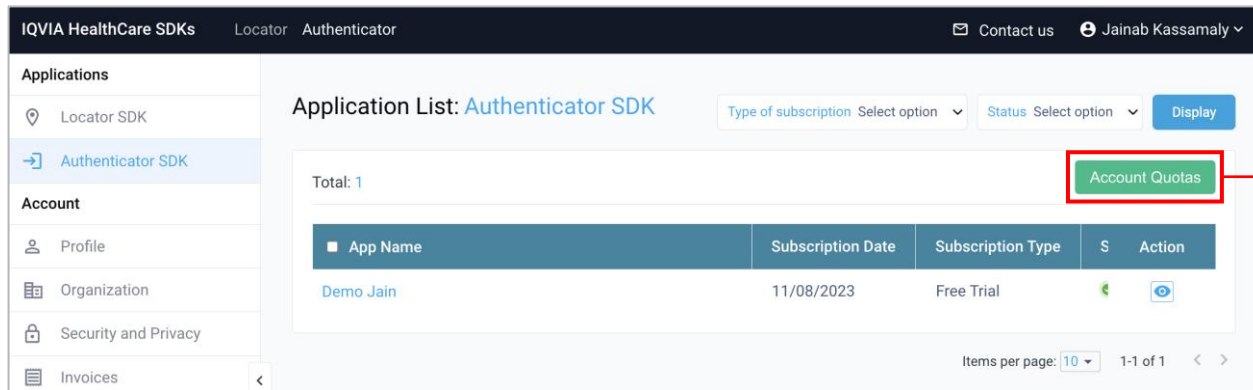 IQVIA HealthCare SDKs Locator Authenticator Contact us Jainab Kassamaly
Applications
Locator SDK
Authenticator SDK
Account
Profile
Organization
Security and Privacy
Invoices
Application List: Authenticator SDK
Type of subscription Select option Status Select option Display
Total: 1 Account Quotas
App Name Subscription Date Subscription Type S Action
Demo Jain 11/08/2023 Free Trial
Items per page: 10 1-1 of 1